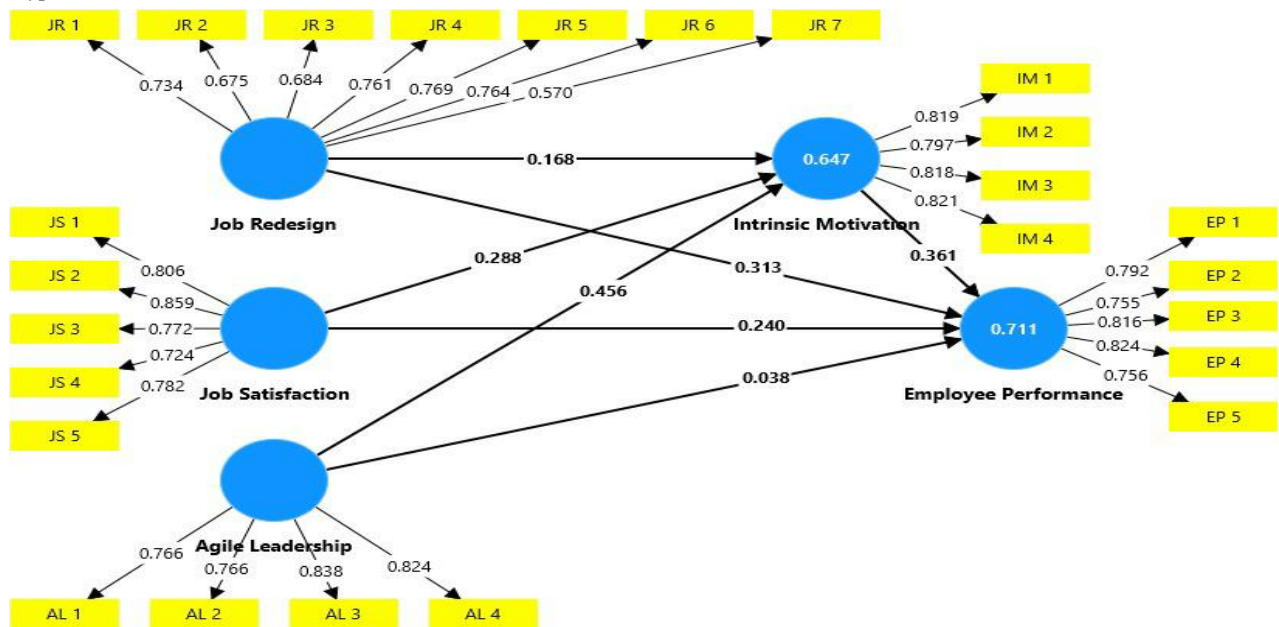 JR 1
JR 2
JR 3
JR 4
JR 5
JR 6
JR 7
0.734
0.675
0.684
0.761
0.769
0.764
0.570
Job Redesign
0.168
0.313
0.647
Intrinsic Motivation
0.819
0.797
0.818
0.821
IM 1
IM 2
IM 3
IM 4
JS 1
JS 2
JS 3
JS 4
JS 5
0.806
0.859
0.772
0.724
0.782
Job Satisfaction
0.288
0.240
0.456
0.038
0.361
0.711
Employee Performance
0.792
0.755
0.816
0.824
0.756
EP 1
EP 2
EP 3
EP 4
EP 5
Agile Leadership
0.766
0.766
0.838
0.824
AL 1
AL 2
AL 3
AL 4